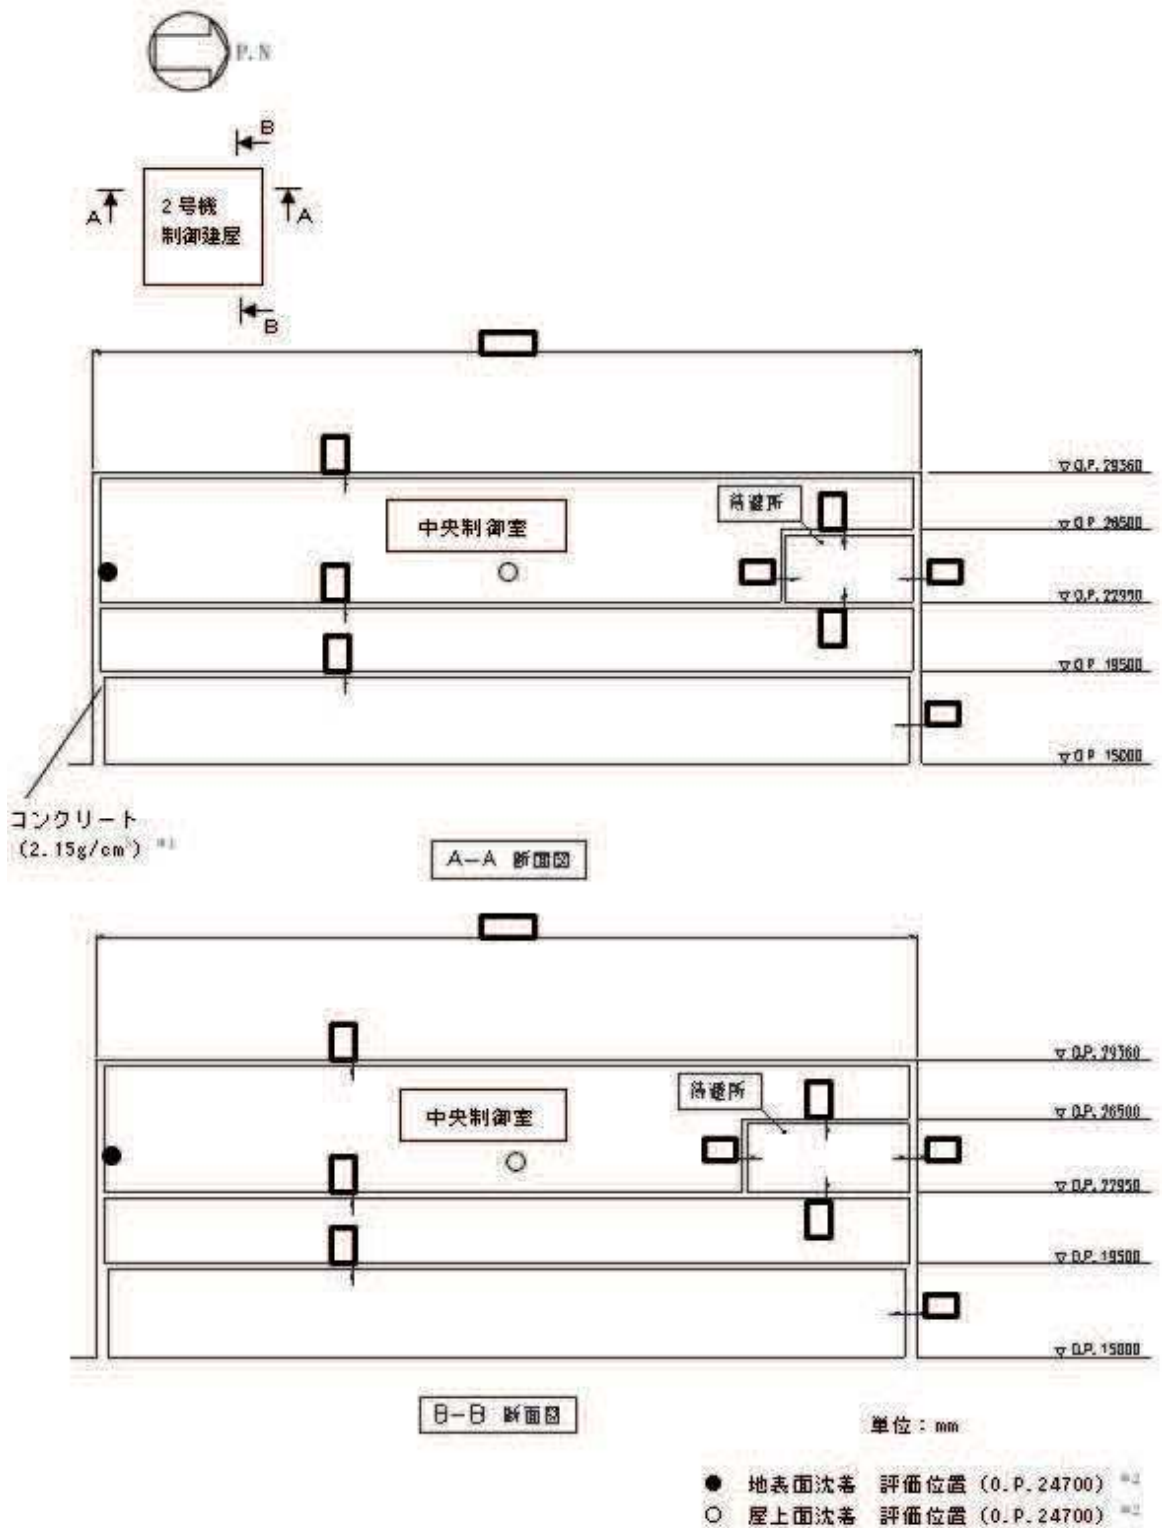 P.N
B
A
2号機
制御建屋
A
B
▽O.P. 29360
待避所
中央制御室
▽O.P 26500
▽O.P. 22950
▽O.P 19500
▽O.P 15000
コンクリート
(2.15g/cm³)
A－A 断面図
▽O.P. 29360
待避所
中央制御室
▽O.P. 26500
▽O.P. 22950
▽O.P. 19500
▽O.P. 15000
B－B 断面図
単位：mm
● 地表面沈着 評価位置 (O.P.24700) ※2
○ 屋上面沈着 評価位置 (O.P.24700) ※2